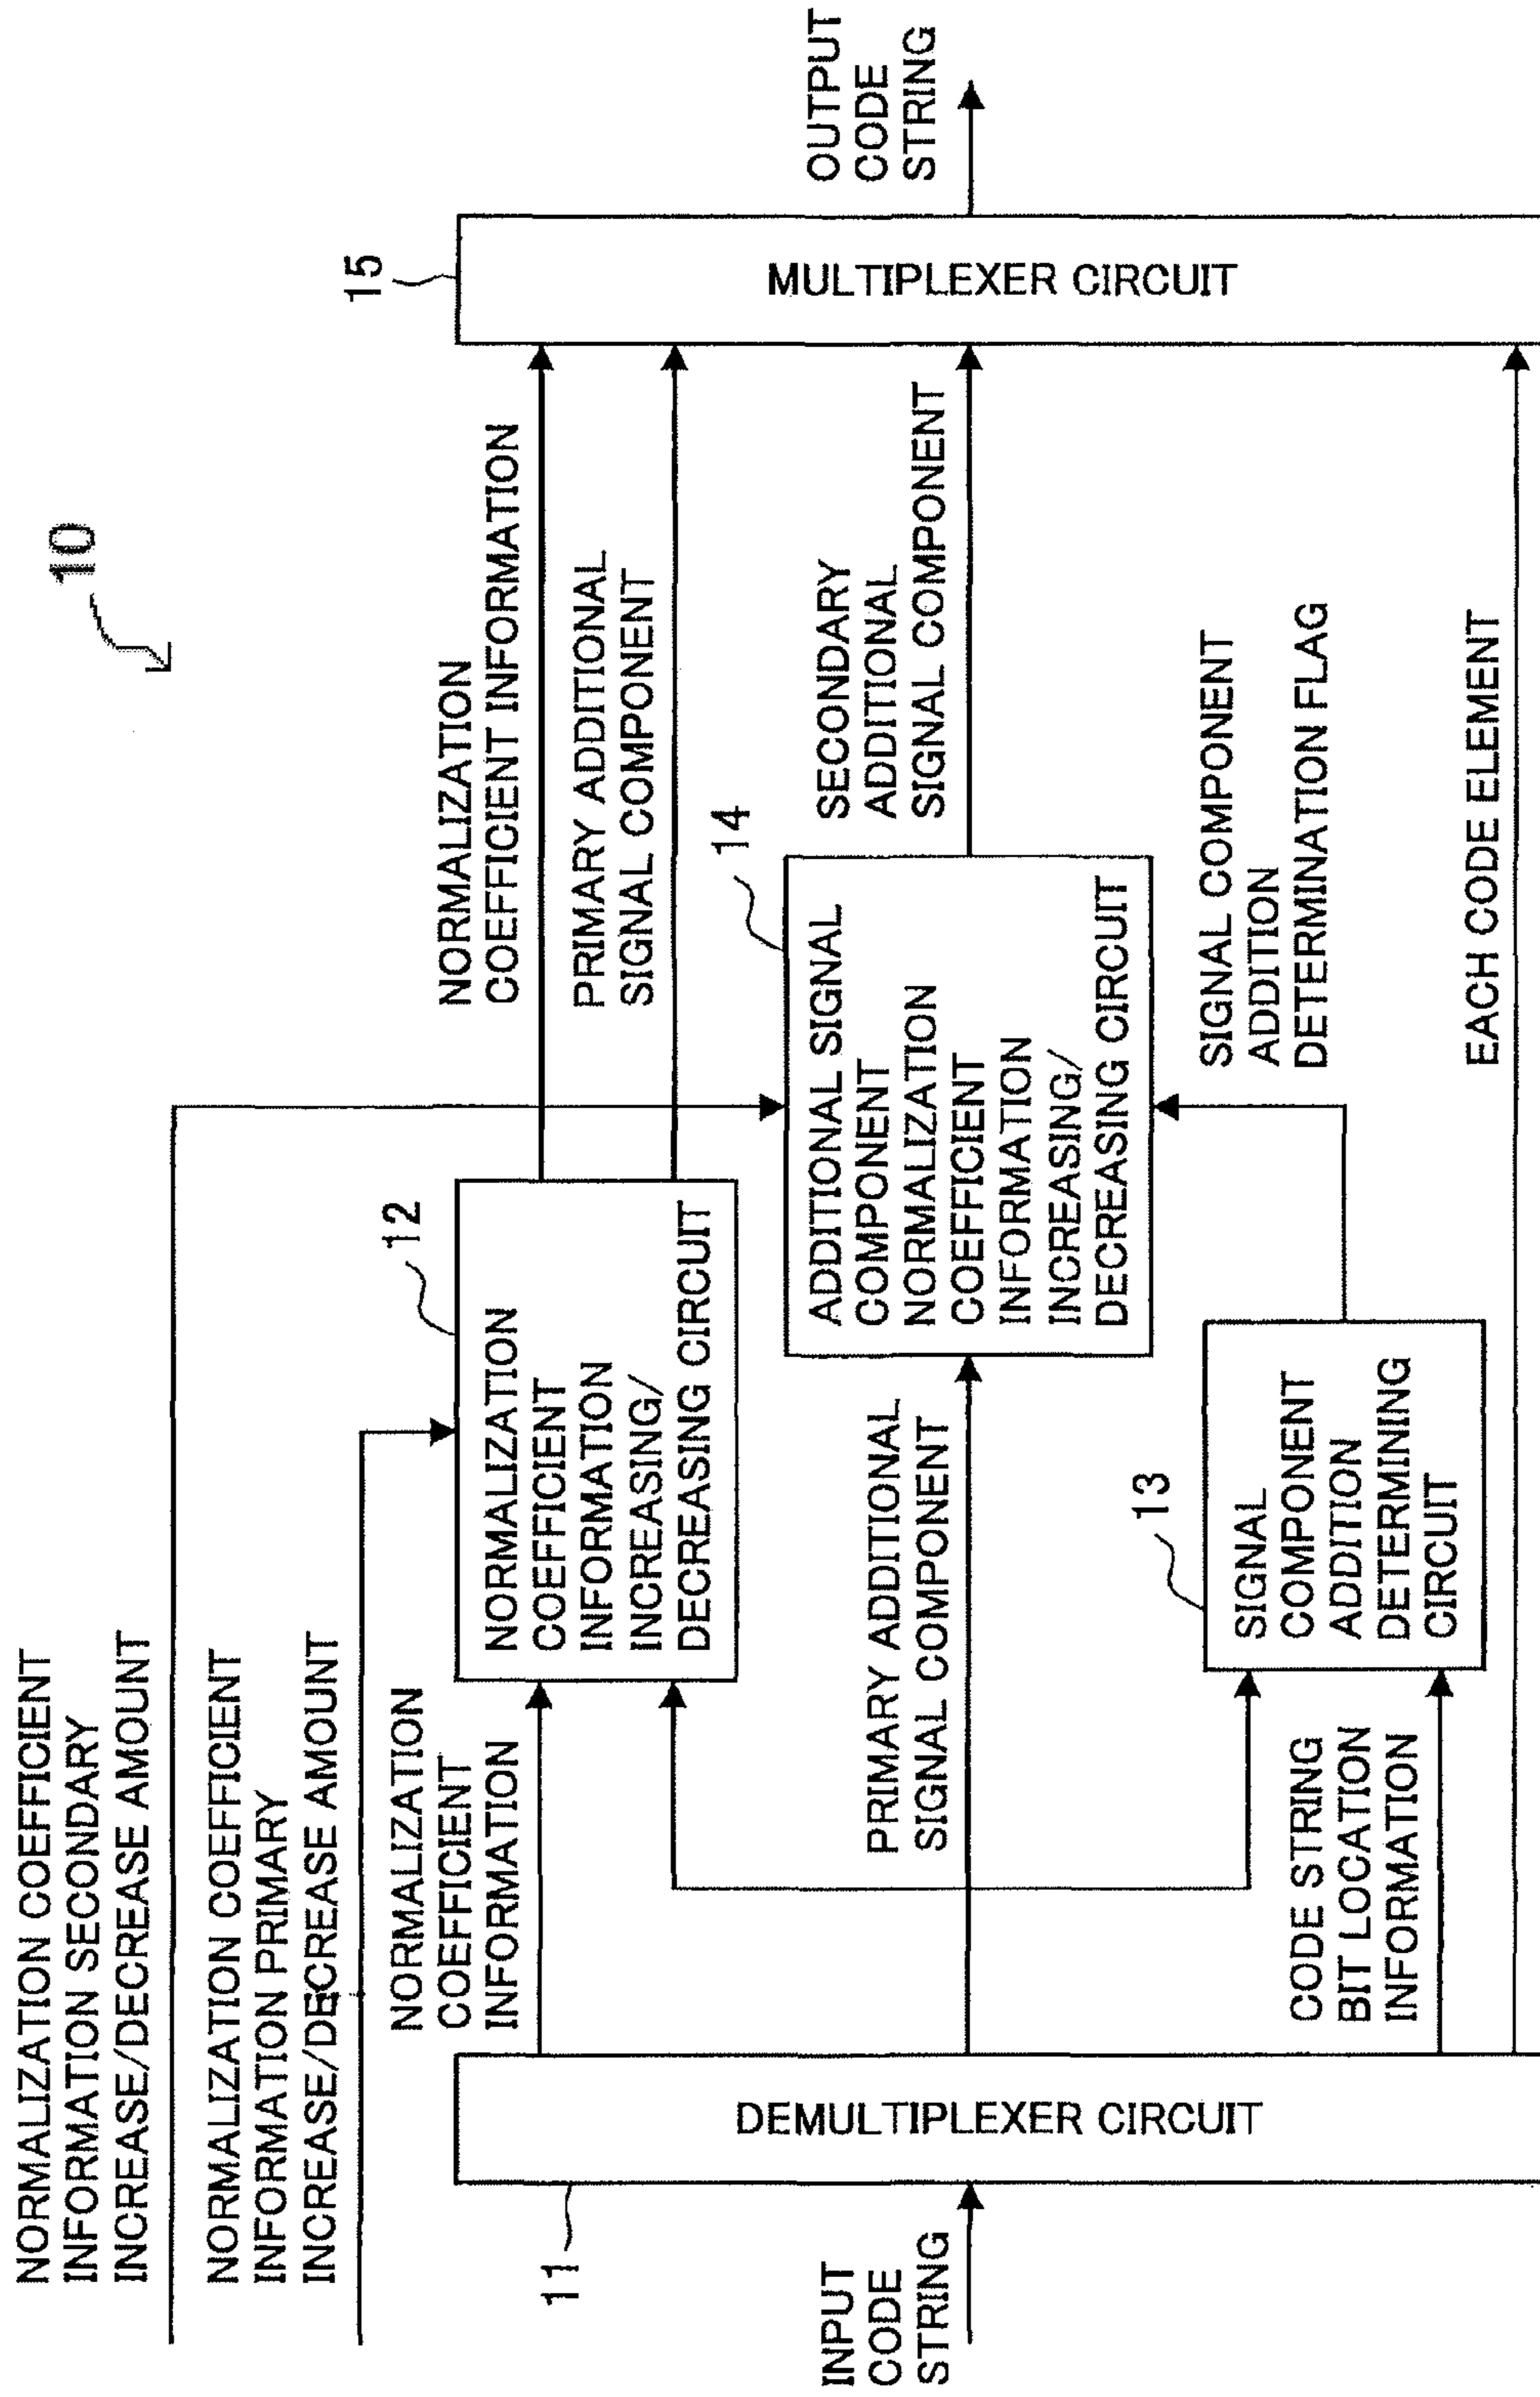 10
NORMALIZATION COEFFICIENT
INFORMATION SECONDARY
INCREASE/DECREASE AMOUNT
NORMALIZATION COEFFICIENT
INFORMATION PRIMARY
INCREASE/DECREASE AMOUNT
INPUT
CODE
STRING
11
DEMULTIPLEXER CIRCUIT
NORMALIZATION
COEFFICIENT
INFORMATION
PRIMARY ADDITIONAL
SIGNAL COMPONENT
CODE STRING
BIT LOCATION
INFORMATION
12
NORMALIZATION
COEFFICIENT
INFORMATION
INCREASING/
DECREASING CIRCUIT
13
SIGNAL
COMPONENT
ADDITION
DETERMINING
CIRCUIT
14
ADDITIONAL SIGNAL
COMPONENT
NORMALIZATION
COEFFICIENT
INFORMATION
INCREASING/
DECREASING CIRCUIT
NORMALIZATION
COEFFICIENT INFORMATION
PRIMARY ADDITIONAL
SIGNAL COMPONENT
SECONDARY
ADDITIONAL
SIGNAL COMPONENT
SIGNAL COMPONENT
ADDITION
DETERMINATION FLAG
EACH CODE ELEMENT
15
MULTIPLEXER CIRCUIT
OUTPUT
CODE
STRING